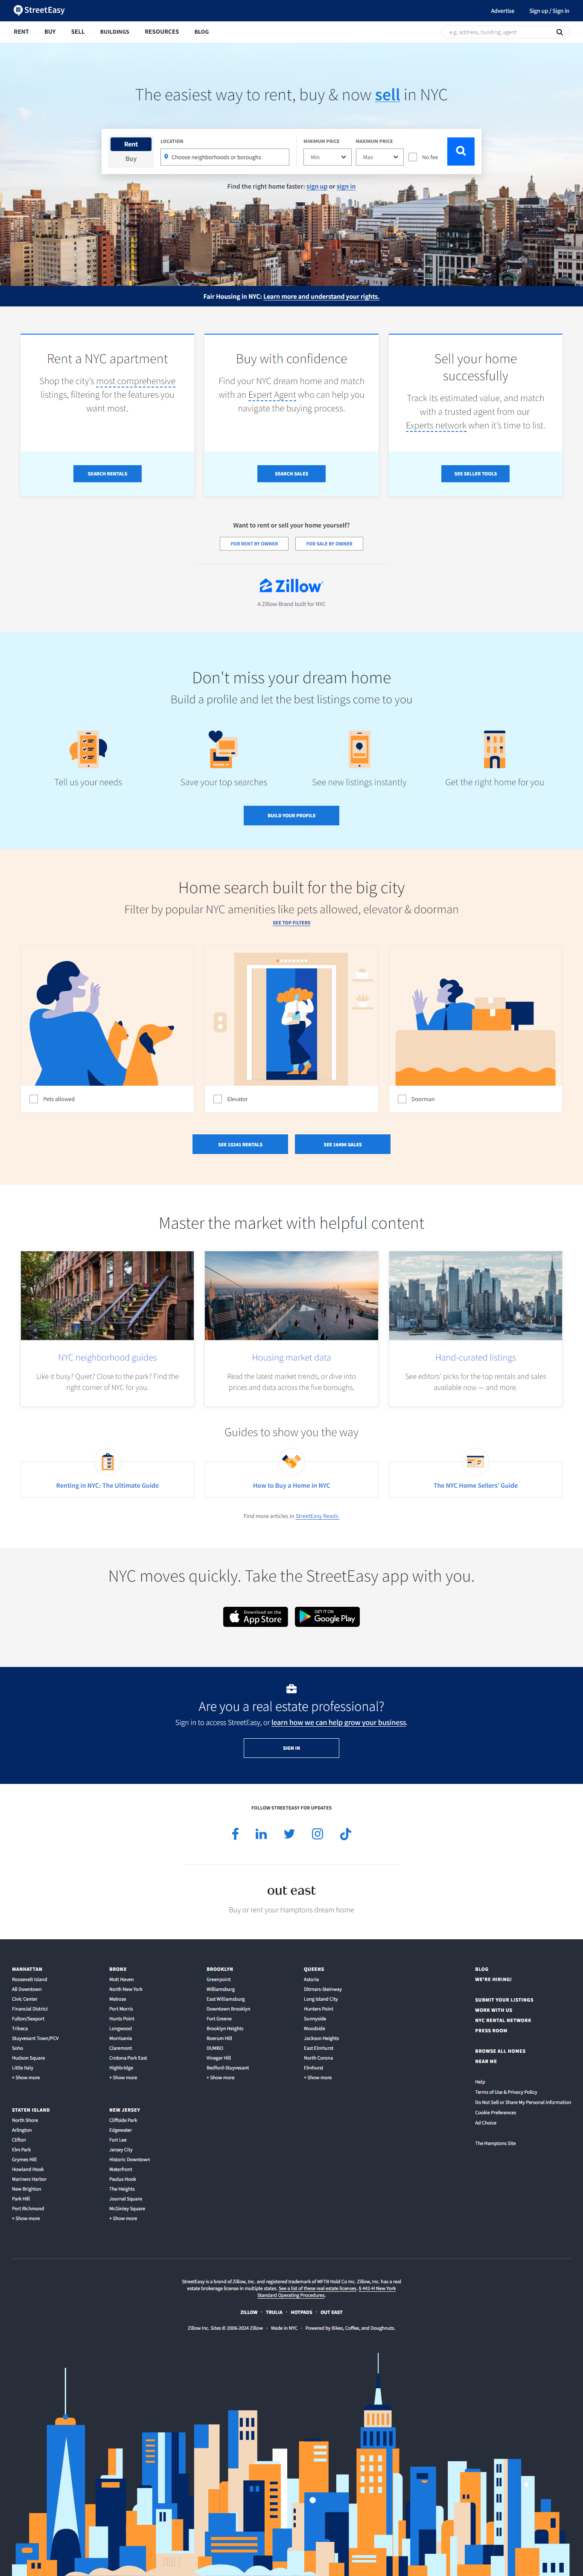 StreetEasy
Advertise
Sign up / Sign in
RENT
BUY
SELL
BUILDINGS
RESOURCES
BLOG
e.g. address, building, agent
The easiest way to rent, buy & now sell in NYC
Rent
Buy
LOCATION
Choose neighborhoods or boroughs
MINIMUM PRICE
Min
MAXIMUM PRICE
Max
No fee
Find the right home faster: sign up or sign in
Fair Housing in NYC: Learn more and understand your rights.
Rent a NYC apartment
Shop the city's most comprehensive
listings, filtering for the features you
want most.
SEARCH RENTALS
Buy with confidence
Find your NYC dream home and match
with an Expert Agent who can help you
navigate the buying process.
SEARCH SALES
Sell your home
successfully
Track its estimated value, and match
with a trusted agent from our
Experts network when it's time to list.
SEE SELLER TOOLS
Want to rent or sell your home yourself?
FOR RENT BY OWNER
FOR SALE BY OWNER
Zillow
A Zillow Brand built for NYC
Don't miss your dream home
Build a profile and let the best listings come to you
Tell us your needs
Save your top searches
See new listings instantly
Get the right home for you
BUILD YOUR PROFILE
Home search built for the big city
Filter by popular NYC amenities like pets allowed, elevator & doorman
SEE TOP FILTERS
Pets allowed
Elevator
Doorman
SEE 15241 RENTALS
SEE 16496 SALES
Master the market with helpful content
NYC neighborhood guides
Like it busy? Quiet? Close to the park? Find the
right corner of NYC for you.
Housing market data
Read the latest market trends, or dive into
prices and data across the five boroughs.
Hand-curated listings
See editors' picks for the top rentals and sales
available now — and more.
Guides to show you the way
Renting in NYC: The Ultimate Guide
How to Buy a Home in NYC
The NYC Home Sellers' Guide
Find more articles in StreetEasy Reads.
NYC moves quickly. Take the StreetEasy app with you.
Download on the
App Store
GET IT ON
Google Play
Are you a real estate professional?
Sign in to access StreetEasy, or learn how we can help grow your business.
SIGN IN
FOLLOW STREETEASY FOR UPDATES
out east
Buy or rent your Hamptons dream home
MANHATTAN
Roosevelt Island
All Downtown
Civic Center
Financial District
Fulton/Seaport
Tribeca
Stuyvesant Town/PCV
Soho
Hudson Square
Little Italy
+ Show more
BRONX
Mott Haven
North New York
Melrose
Port Morris
Hunts Point
Longwood
Morrisania
Claremont
Crotona Park East
Highbridge
+ Show more
BROOKLYN
Greenpoint
Williamsburg
East Williamsburg
Downtown Brooklyn
Fort Greene
Brooklyn Heights
Boerum Hill
DUMBO
Vinegar Hill
Bedford-Stuyvesant
+ Show more
QUEENS
Astoria
Ditmars-Steinway
Long Island City
Hunters Point
Sunnyside
Woodside
Jackson Heights
East Elmhurst
North Corona
Elmhurst
+ Show more
BLOG
WE'RE HIRING!
SUBMIT YOUR LISTINGS
WORK WITH US
NYC RENTAL NETWORK
PRESS ROOM
BROWSE ALL HOMES
NEAR ME
Help
Terms of Use & Privacy Policy
Do Not Sell or Share My Personal Information
Cookie Preferences
Ad Choice
The Hamptons Site
STATEN ISLAND
North Shore
Arlington
Clifton
Elm Park
Grymes Hill
Howland Hook
Mariners Harbor
New Brighton
Park Hill
Port Richmond
+ Show more
NEW JERSEY
Cliffside Park
Edgewater
Fort Lee
Jersey City
Historic Downtown
Waterfront
Paulus Hook
The Heights
Journal Square
McGinley Square
+ Show more
StreetEasy is a brand of Zillow, Inc. and registered trademark of MFTB Hold Co Inc. Zillow, Inc. has a real
estate brokerage license in multiple states. See a list of these real estate licenses. § 442-H New York
Standard Operating Procedures.
ZILLOW · TRULIA · HOTPADS · OUT EAST
Zillow Inc. Sites © 2006-2024 Zillow · Made in NYC · Powered by Bikes, Coffee, and Doughnuts.